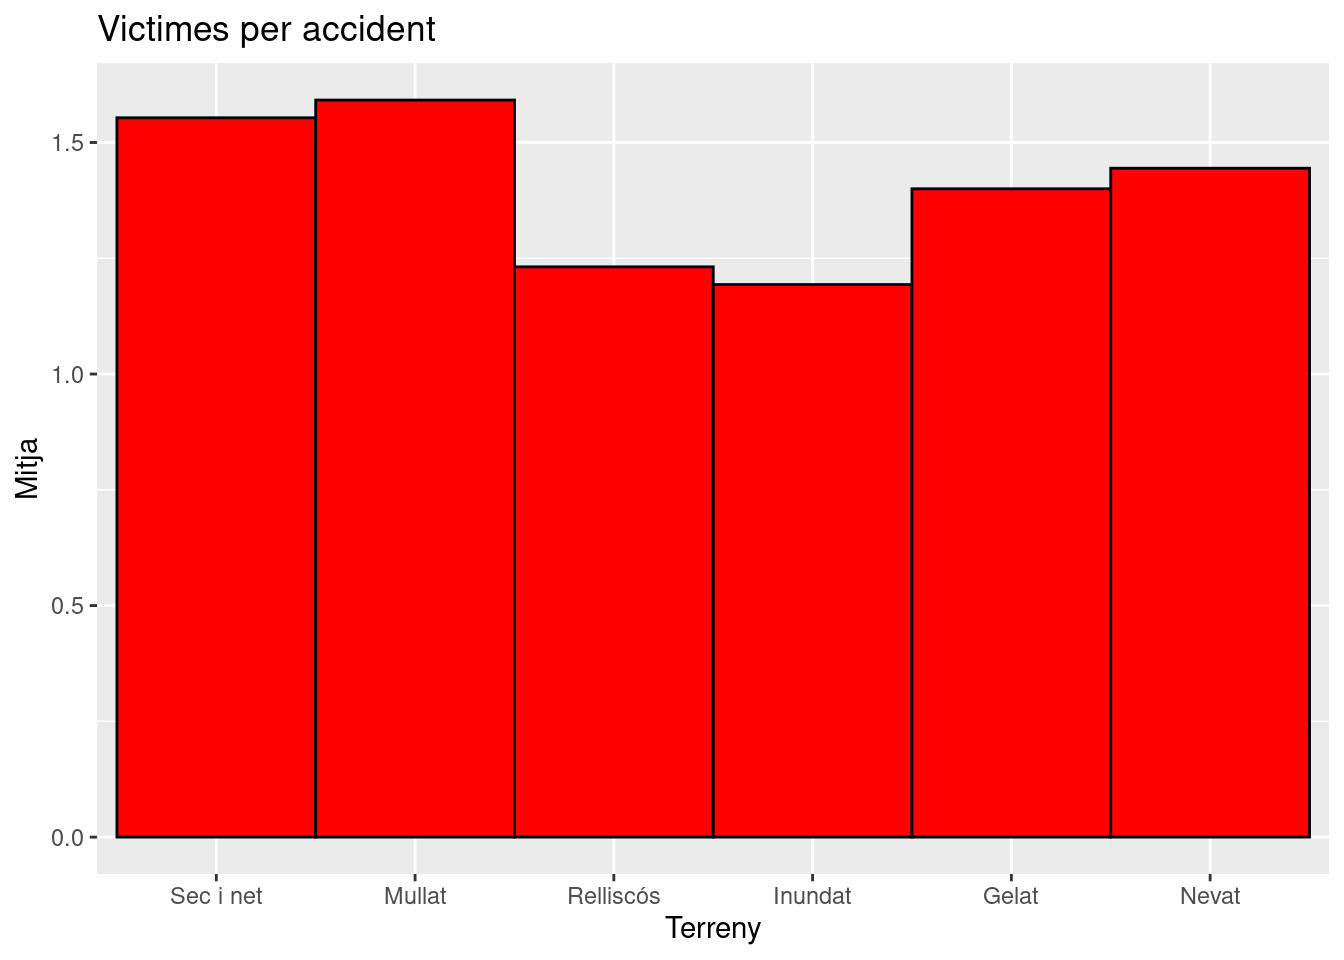 Victimes per accident
1.5
1.0
0.5
0.0
Mitja
Sec i net
Mullat
Relliscós
Inundat
Gelat
Nevat
Terreny